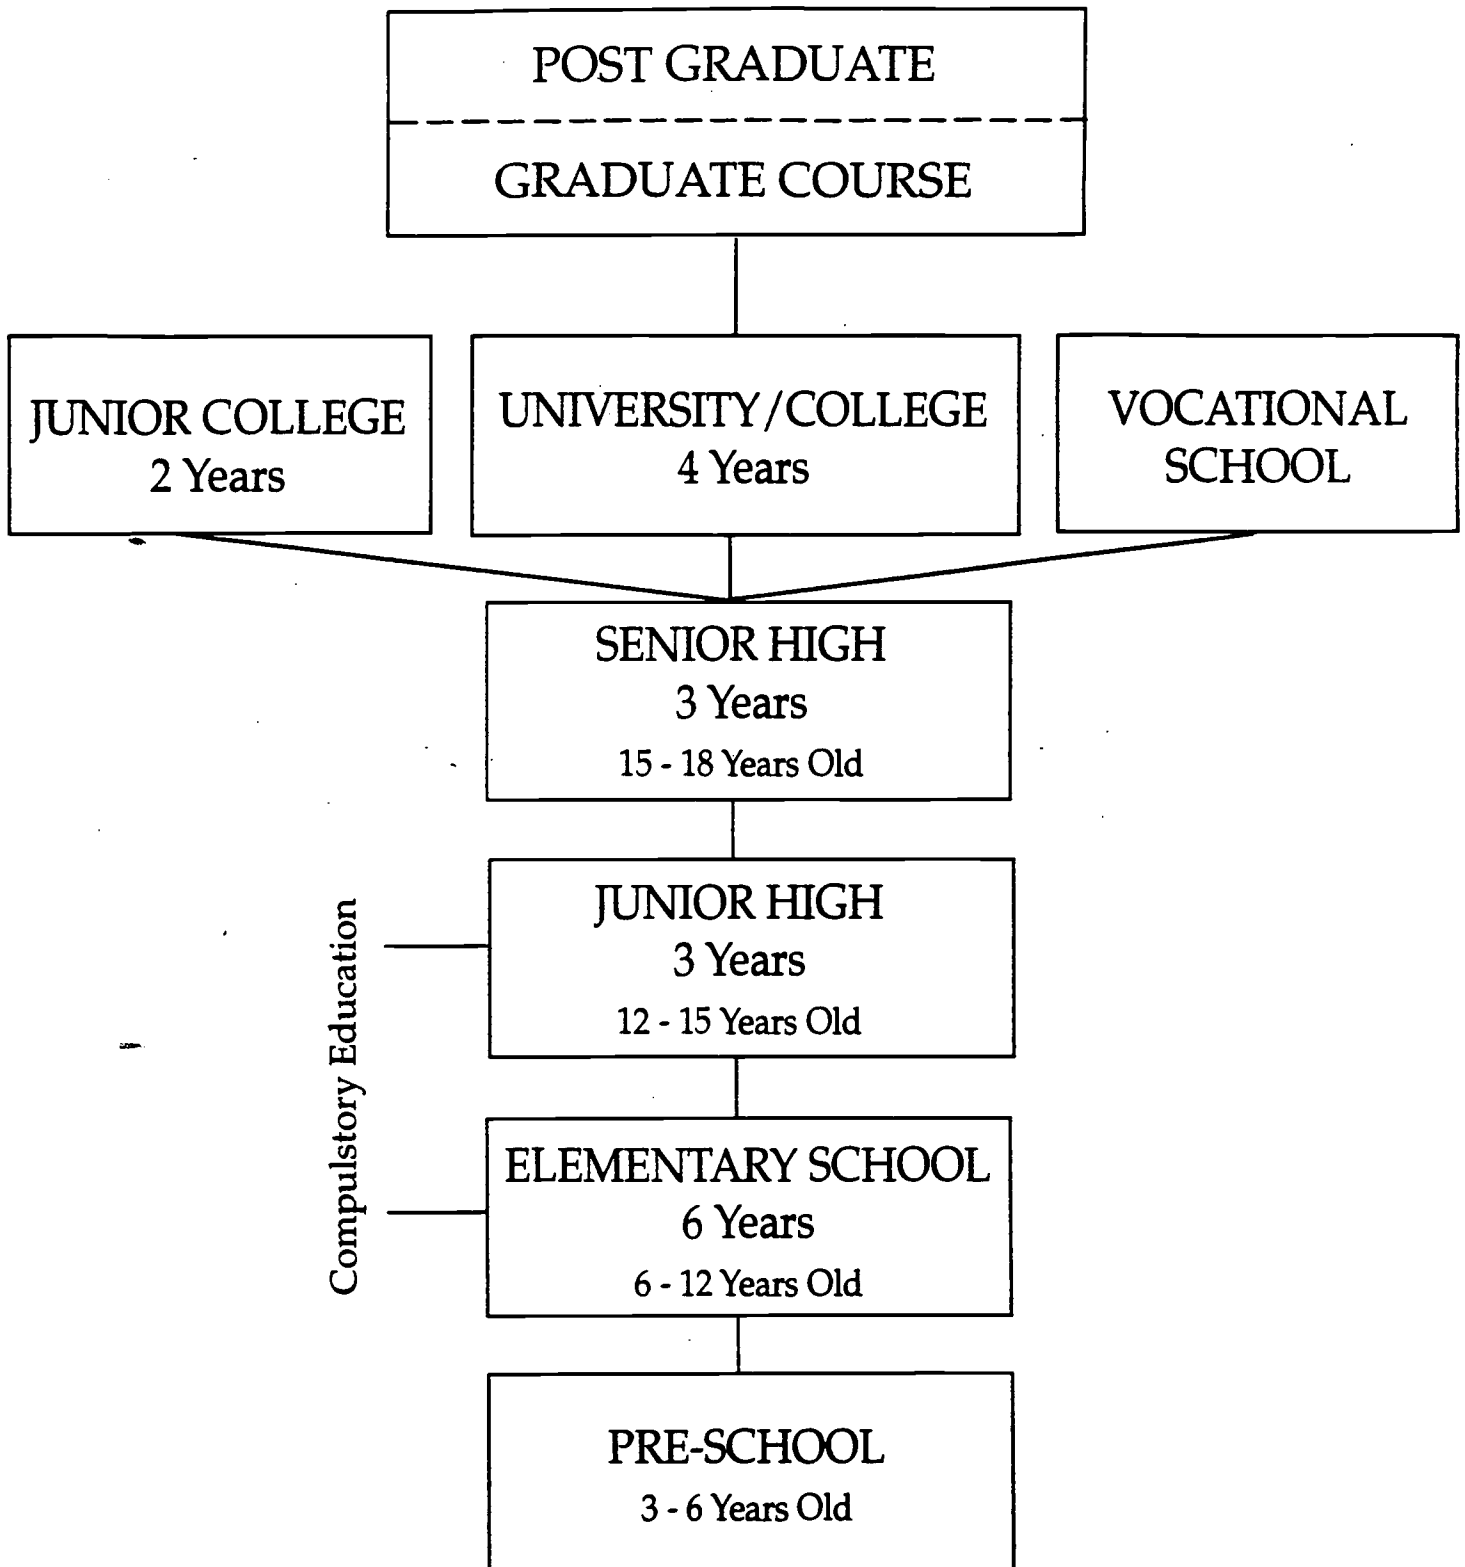 POST GRADUATE
GRADUATE COURSE
JUNIOR COLLEGE
2 Years
UNIVERSITY/COLLEGE
4 Years
VOCATIONAL
SCHOOL
SENIOR HIGH
3 Years
15 - 18 Years Old
JUNIOR HIGH
3 Years
12 - 15 Years Old
Compulstory Education
ELEMENTARY SCHOOL
6 Years
6 - 12 Years Old
PRE-SCHOOL
3 - 6 Years Old